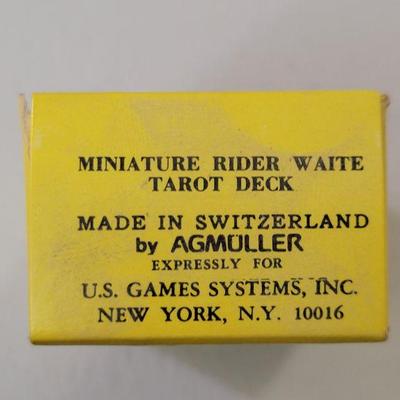 MINIATURE RIDER WAITE
TAROT DECK
MADE IN SWITZERLAND
by AGMÜLLER
EXPRESSLY FOR
U.S. GAMES SYSTEMS, INC.
NEW YORK, N.Y. 10016